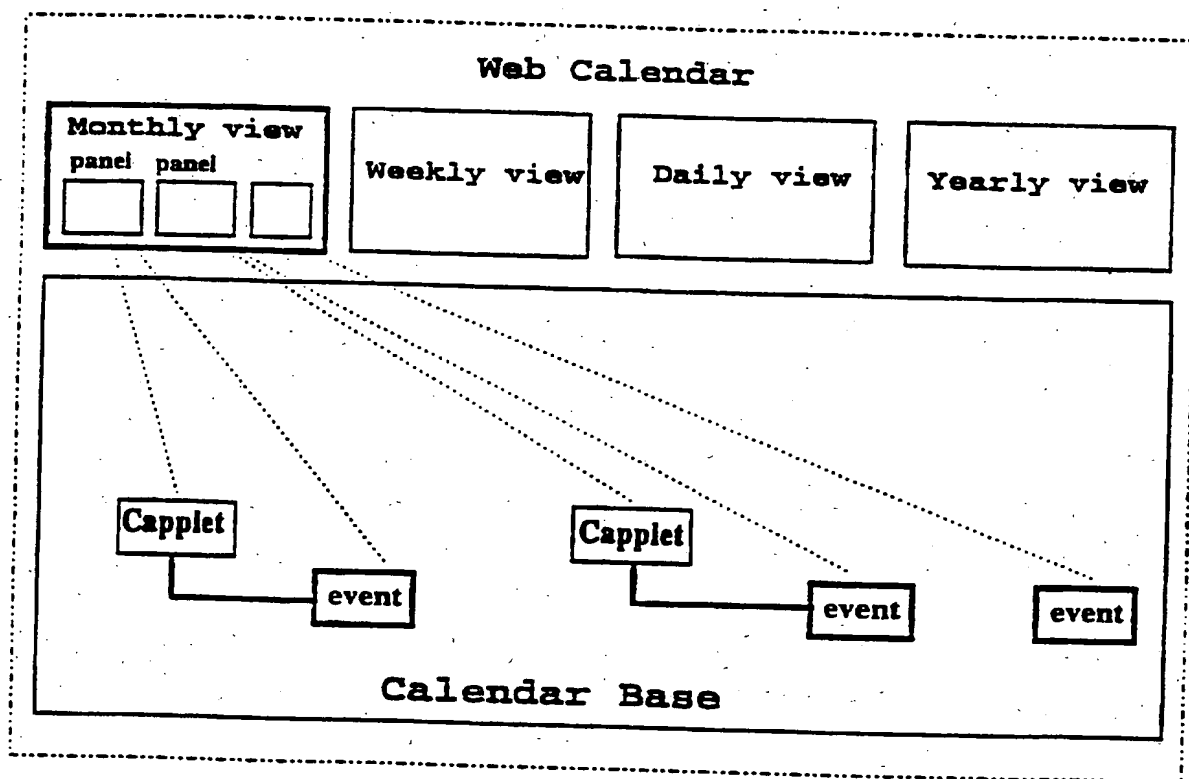 Web Calendar
Monthly view
panel panel
Weekly view
Daily view
Yearly view
Capplet
Capplet
event
event
event
Calendar Base